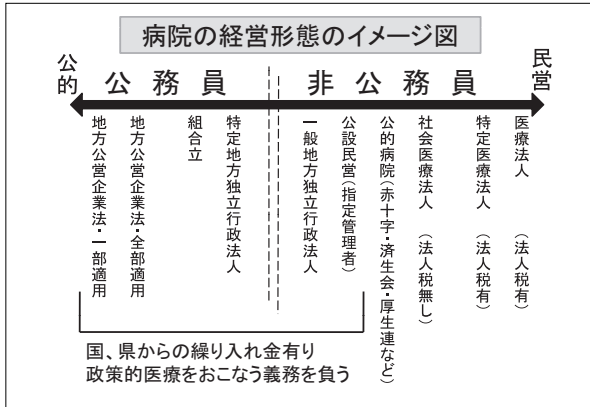 病院の経営形態のイメージ図
公的
公務員
非公務員
民営
地方公営企業法・一部適用
地方公営企業法・全部適用
組合立
特定地方独立行政法人
一般地方独立行政法人
公設民営(指定管理者)
公的病院(赤十字・済生会・厚生連など)
社会医療法人 (法人税無し)
特定医療法人 (法人税有)
医療法人 (法人税有)
国、県からの繰り入れ金有り
政策的医療をおこなう義務を負う